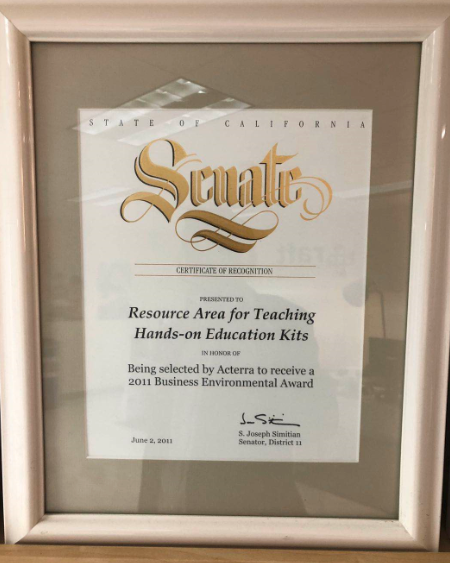 STATE OF CALIFORNIA
Senate
CERTIFICATE OF RECOGNITION
PRESENTED TO
Resource Area for Teaching
Hands-on Education Kits
IN HONOR OF
Being selected by Acterra to receive a
2011 Business Environmental Award
June 2, 2011
S. Joseph Simitian
Senator, District 11